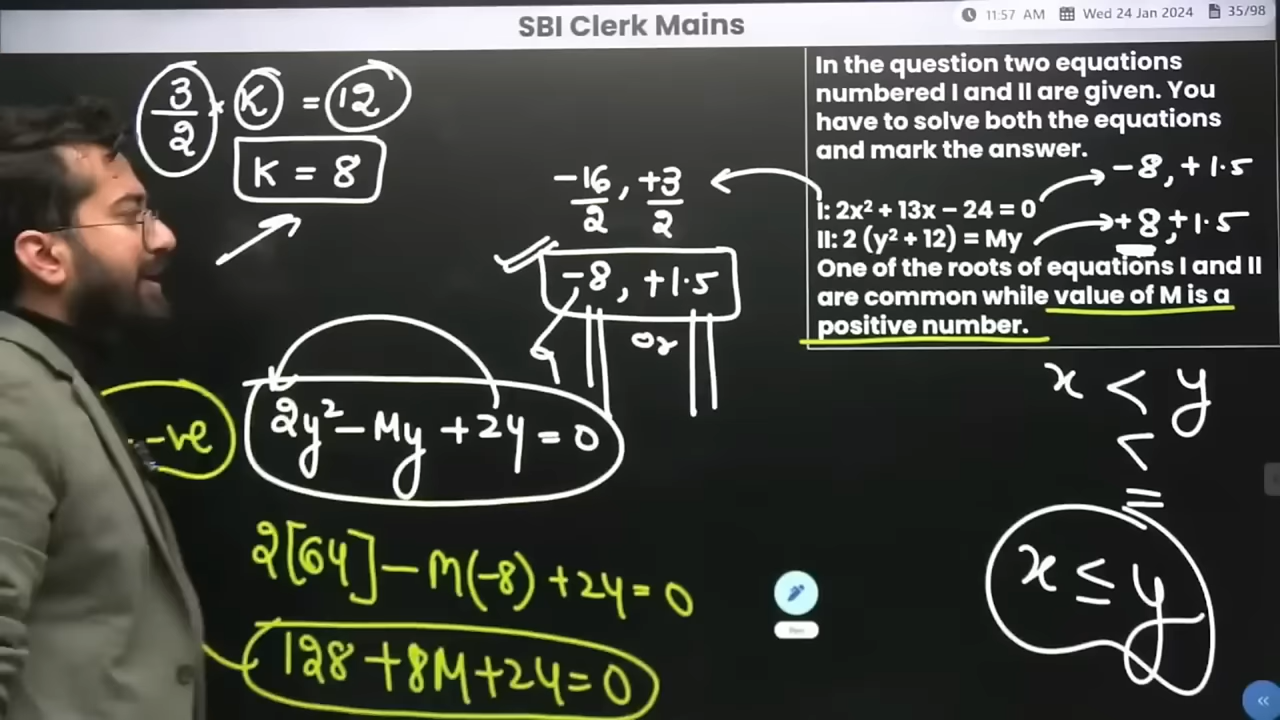 SBI Clerk Mains
11:57 AM Wed 24 Jan 2024 35/98
In the question two equations
numbered I and II are given. You
have to solve both the equations
and mark the answer.
I: 2x² + 13x – 24 = 0
II: 2 (y² + 12) = My
One of the roots of equations I and II
are common while value of M is a
positive number.
-8, +1.5
+8, +1.5
3/2 × K = 12
K = 8
-16/2, +3/2
-8, +1.5
or
-ve
2y² - My + 24 = 0
2[64] - M(-8) + 24 = 0
128 + 8M + 24 = 0
x < y
<
=
x ≤ y